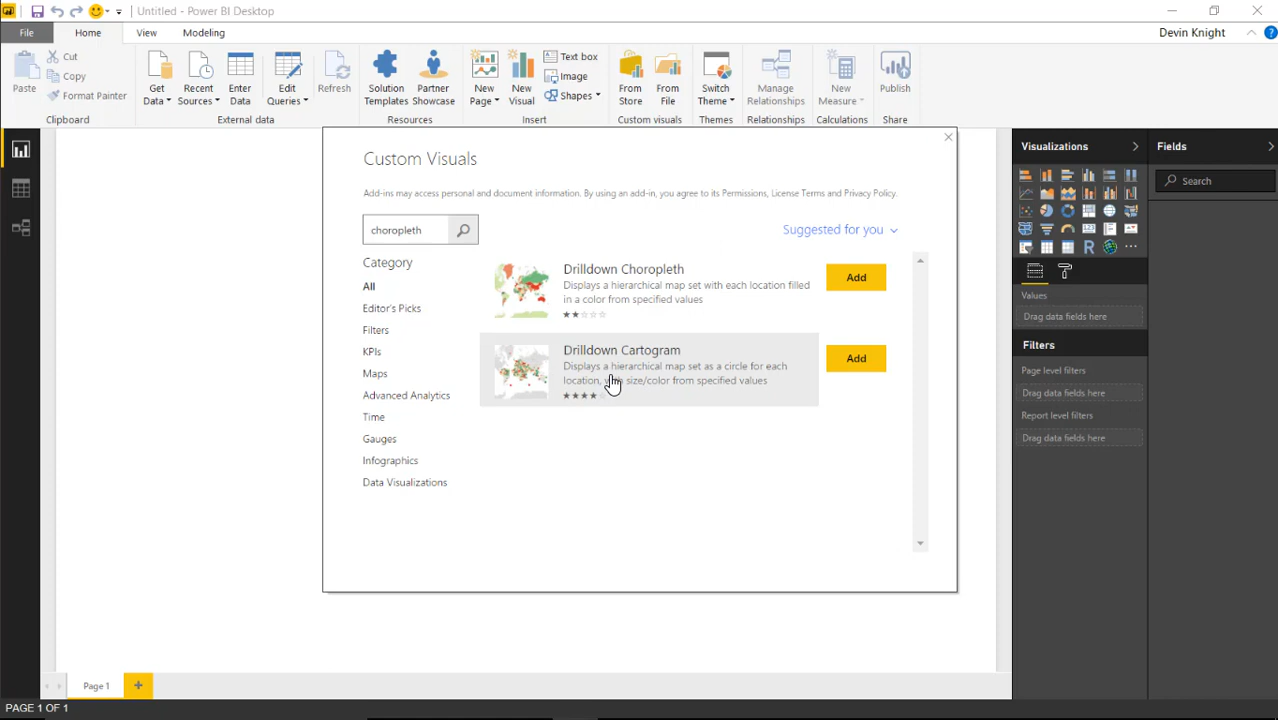 Untitled - Power BI Desktop
File
Home
View
Modeling
Devin Knight
Paste
Cut
Copy
Format Painter
Clipboard
Get Data
Recent Sources
Enter Data
Edit Queries
Refresh
External data
Solution Templates
Partner Showcase
Resources
New Page
New Visual
Text box
Image
Shapes
Insert
From Store
From File
Custom visuals
Switch Theme
Themes
Manage Relationships
Relationships
New Measure
Calculations
Publish
Share
Custom Visuals
Add-ins may access personal and document information. By using an add-in, you agree to its Permissions, License Terms and Privacy Policy.
choropleth
Suggested for you
Category
All
Editor's Picks
Filters
KPIs
Maps
Advanced Analytics
Time
Gauges
Infographics
Data Visualizations
Drilldown Choropleth
Displays a hierarchical map set with each location filled
in a color from specified values
Add
Drilldown Cartogram
Displays a hierarchical map set as a circle for each
location, size/color from specified values
Add
Visualizations
Values
Drag data fields here
Filters
Page level filters
Drag data fields here
Report level filters
Drag data fields here
Fields
Search
Page 1
PAGE 1 OF 1